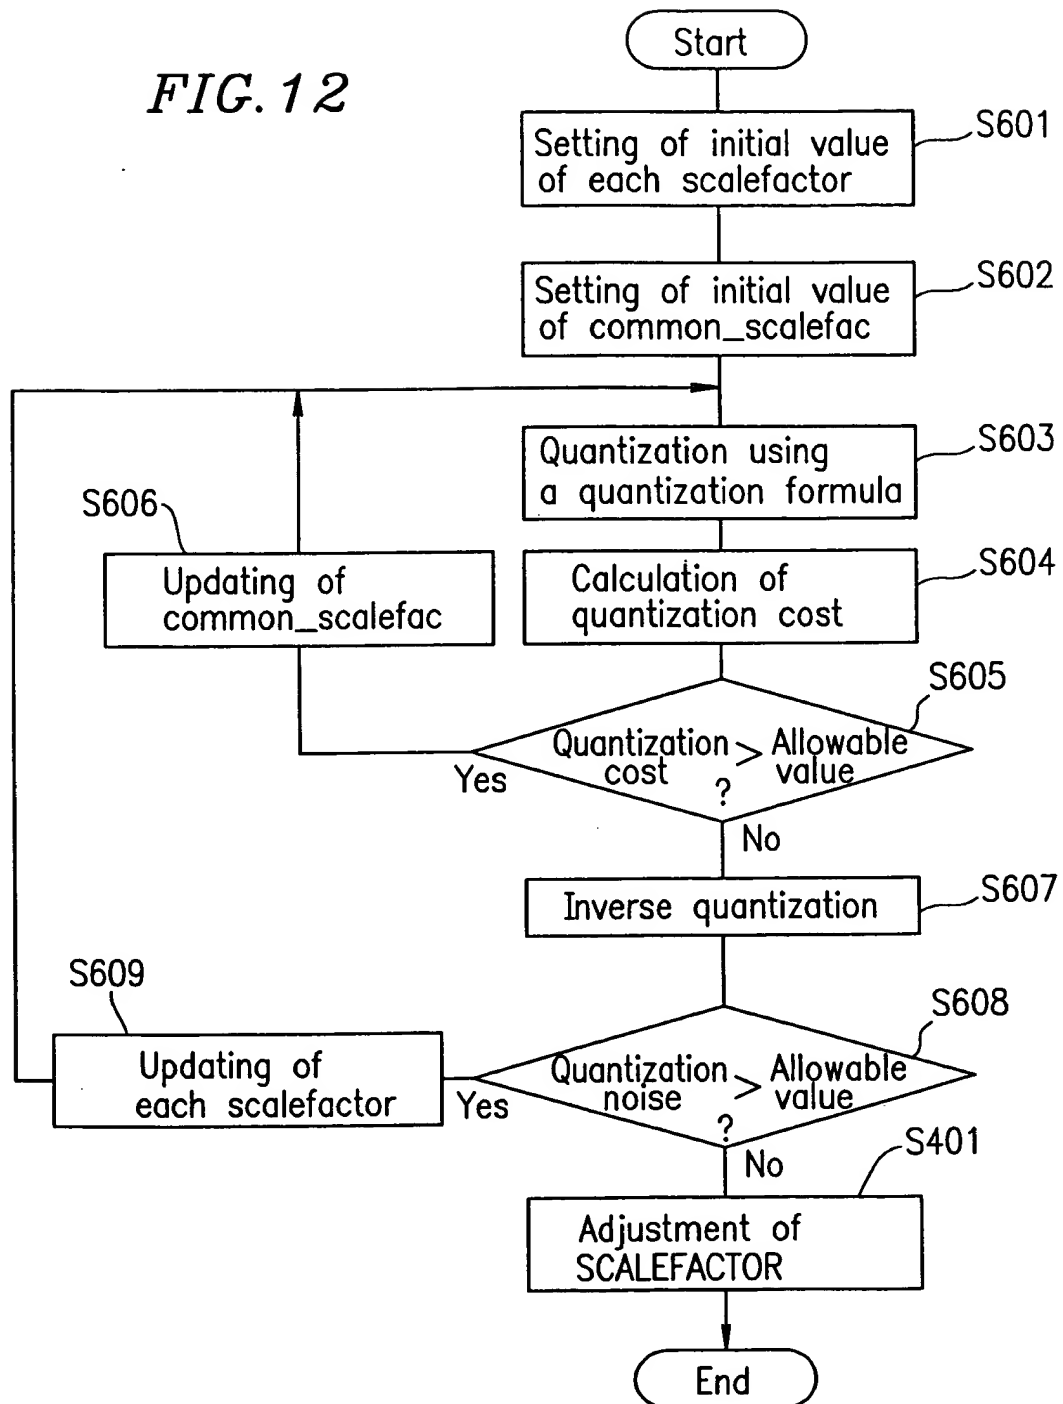 Start
FIG. 12
S601
Setting of initial value
of each scalefactor
S602
Setting of initial value
of common_scalefac
S603
Quantization using
a quantization formula
S606
S604
Updating of
common_scalefac
Calculation of
quantization cost
S605
Quantization
cost
>
Allowable
value
?
Yes
No
S607
Inverse quantization
S609
S608
Updating of
each scalefactor
Quantization
noise
>
Allowable
value
?
Yes
No
S401
Adjustment of
SCALEFACTOR
End